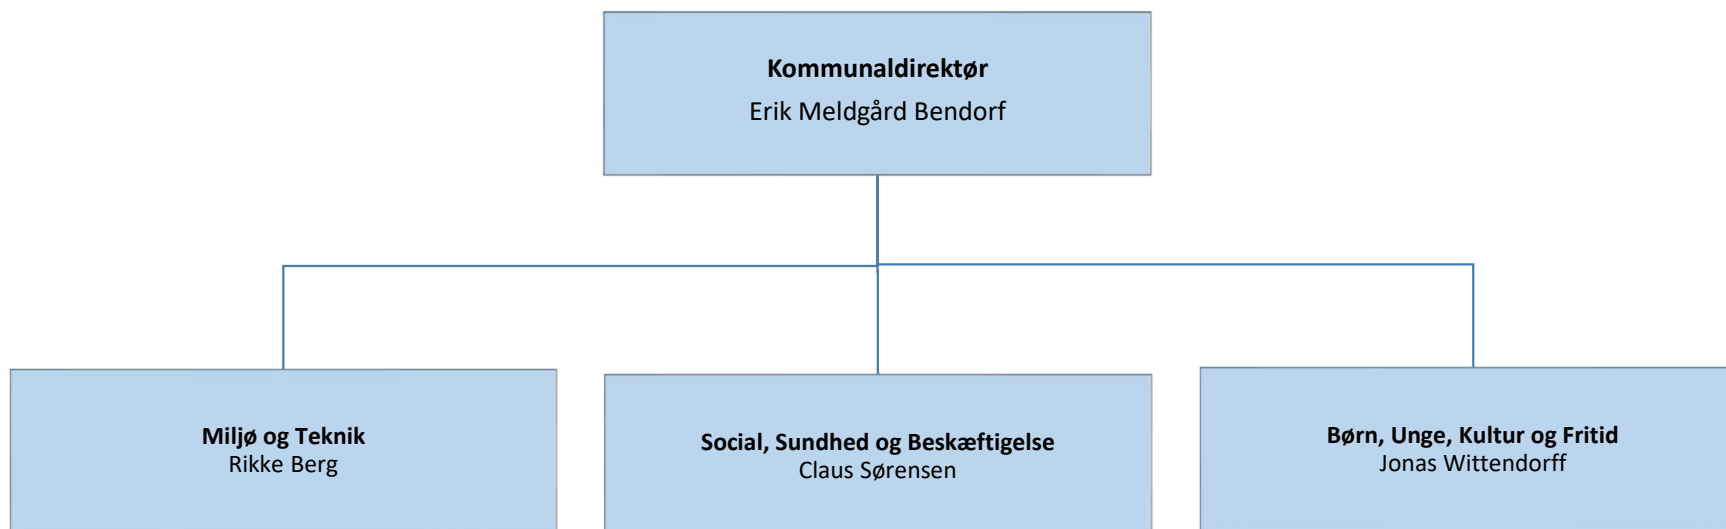 Kommunaldirektør
Erik Meldgård Bendorf
Miljø og Teknik
Rikke Berg
Social, Sundhed og Beskæftigelse
Claus Sørensen
Børn, Unge, Kultur og Fritid
Jonas Wittendorff